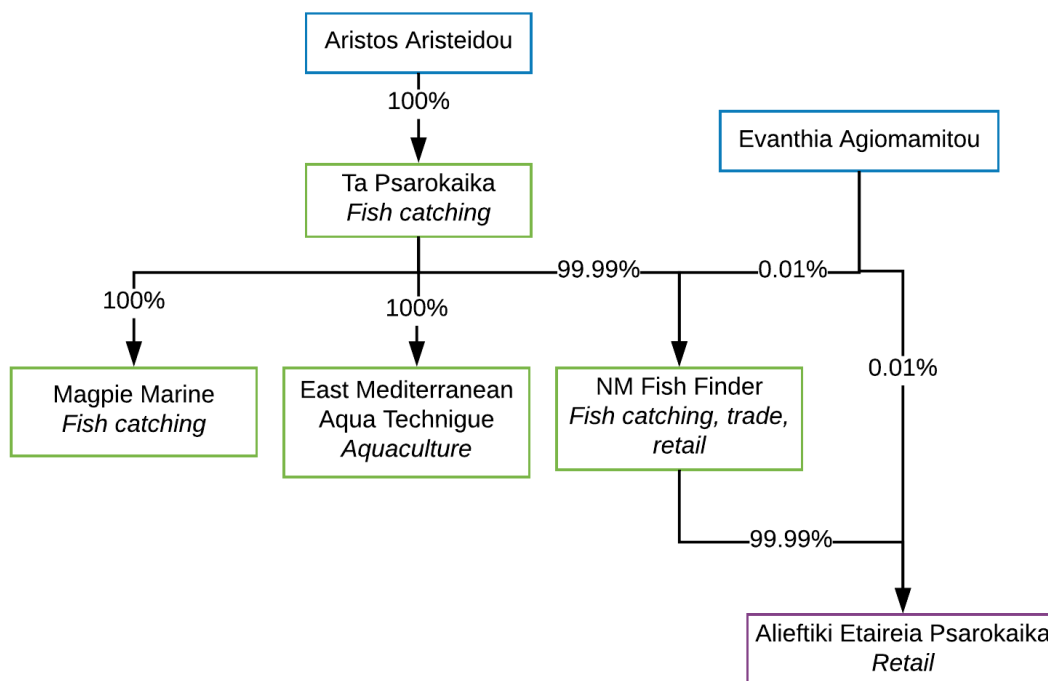 Aristos Aristeidou
100%
Evanthia Agiomamitou
Ta Psarokaika
Fish catching
99.99%
0.01%
100%
100%
0.01%
Magpie Marine
Fish catching
East Mediterranean
Aqua Technigue
Aquaculture
NM Fish Finder
Fish catching, trade,
retail
99.99%
Alieftiki Etaireia Psarokaika
Retail